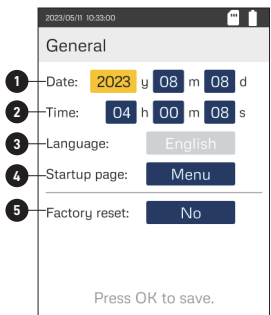 2023/05/11 10:33:00
General
1 Date: 2023 y 08 m 08 d
2 Time: 04 h 00 m 08 s
3 Language: English
4 Startup page: Menu
5 Factory reset: No
Press OK to save.